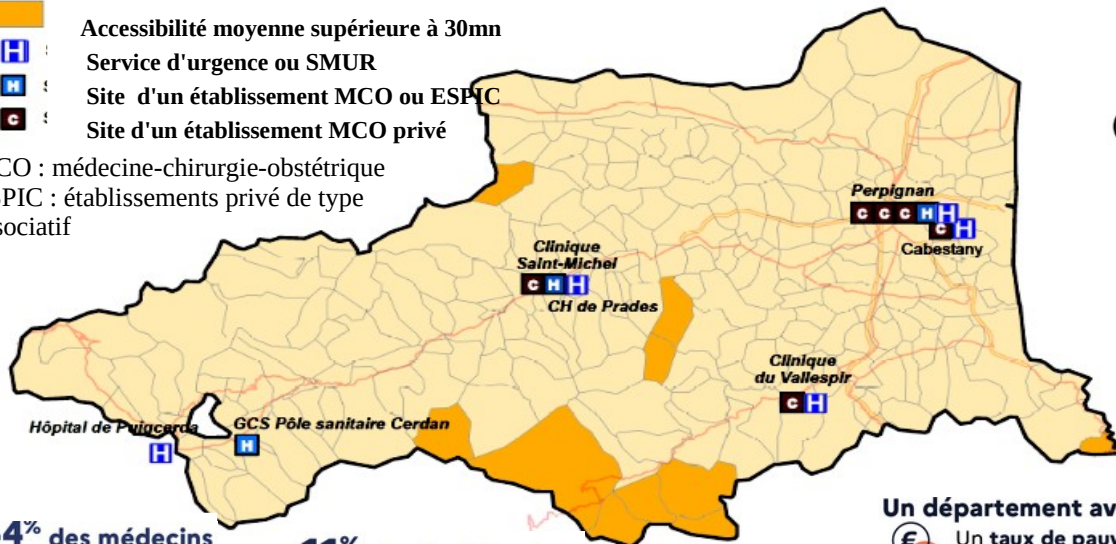 Accessibilité moyenne supérieure à 30mn
H
Service d'urgence ou SMUR
H
Site d'un établissement MCO ou ESPIC
C
Site d'un établissement MCO privé
CO : médecine-chirurgie-obstétrique
PIC : établissements privé de type
sociatif
Perpignan
C C C H H
C H
Cabestany
Clinique
Saint-Michel
C H H
CH de Prades
Clinique
du Vallespir
C H
Hôpital de Puigcerda
GCS Pôle sanitaire Cerdan
H
H
4% des médecins
Un département av
€
Un taux de pauv